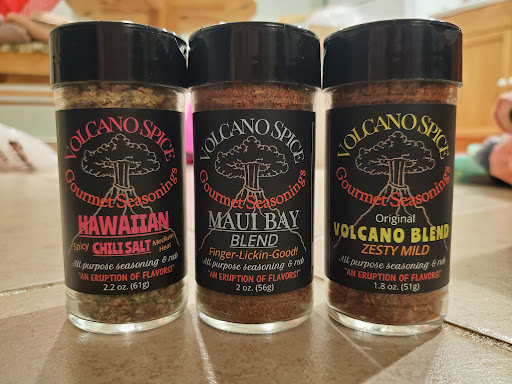 VOLCANO SPICE
Gourmet Seasonings
HAWAIIAN
Spicy CHILI SALT Medium Heat
All purpose seasoning & rub
"AN ERUPTION OF FLAVORS!"
2.2 oz. (61g)
VOLCANO SPICE
Gourmet Seasonings
MAUI BAY
BLEND
Finger-Lickin-Good!
All purpose seasoning & rub
"AN ERUPTION OF FLAVORS!"
2 oz. (56g)
VOLCANO SPICE
Gourmet Seasonings
Original
VOLCANO BLEND
ZESTY MILD
All purpose seasoning & rub
"AN ERUPTION OF FLAVORS!"
1.8 oz. (51g)